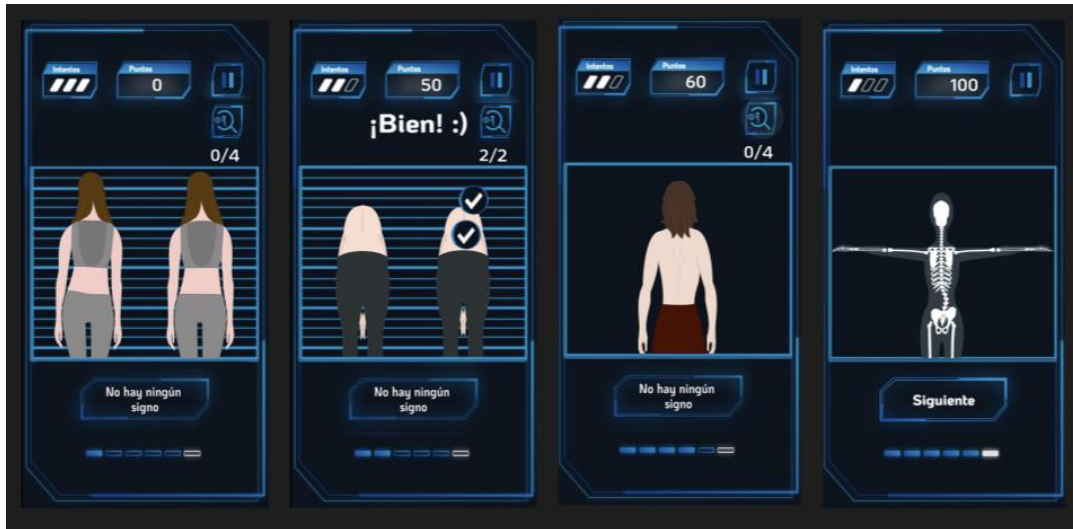 Intentos
Puntos
0
0/4
No hay ningún
signo
Intentos
Puntos
50
¡Bien! :)
2/2
No hay ningún
signo
Intentos
Puntos
60
0/4
No hay ningún
signo
Intentos
Puntos
100
Siguiente